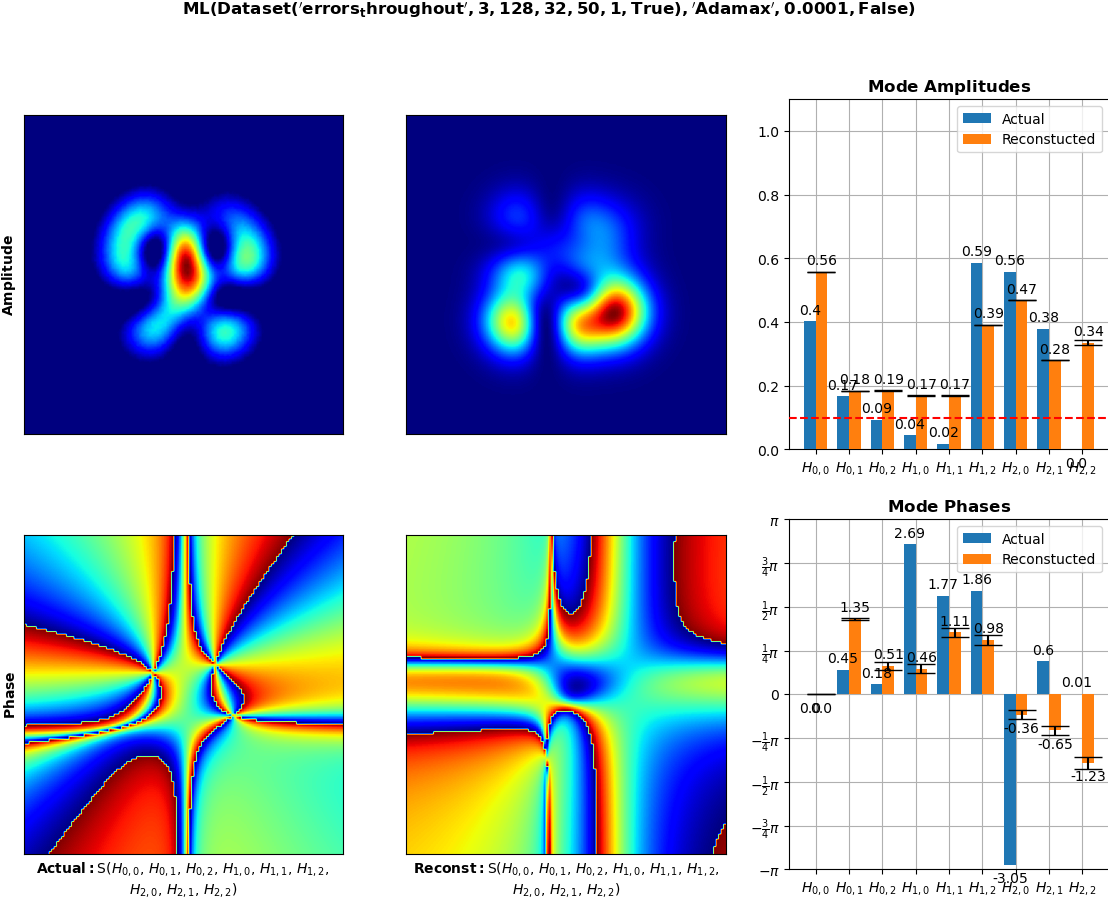 ML(Dataset('errors_throughout', 3, 128, 32, 50, 1, True), 'Adamax', 0.0001, False)
Amplitude
Mode Amplitudes
Actual
Reconstucted
1.0
0.8
0.6
0.4
0.2
0.0
0.4
0.56
0.17
0.18
0.09
0.19
0.04
0.17
0.02
0.17
0.59
0.39
0.56
0.47
0.38
0.28
0.0
0.34
H0,0 H0,1 H0,2 H1,0 H1,1 H1,2 H2,0 H2,1 H2,2
Phase
Mode Phases
Actual
Reconstucted
π
3/4π
1/2π
1/4π
0
−1/4π
−1/2π
−3/4π
−π
0.0
0.0
0.45
1.35
0.18
0.51
2.69
0.46
1.77
1.11
1.86
0.98
-3.05
-0.36
0.6
-0.65
0.01
-1.23
H0,0 H0,1 H0,2 H1,0 H1,1 H1,2 H2,0 H2,1 H2,2
Actual: S(H0,0, H0,1, H0,2, H1,0, H1,1, H1,2,
H2,0, H2,1, H2,2)
Reconst: S(H0,0, H0,1, H0,2, H1,0, H1,1, H1,2,
H2,0, H2,1, H2,2)